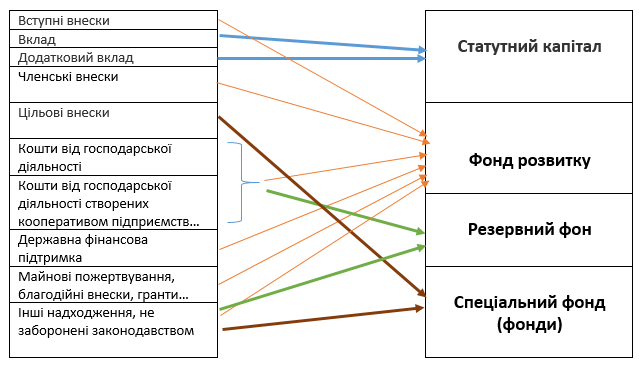 Вступні внески
Вклад
Додатковий вклад
Членські внески
Цільові внески
Кошти від господарської
діяльності
Кошти від господарської
діяльності створених
кооперативом підприємств...
Державна фінансова
підтримка
Майнові пожертвування,
благодійні внески, гранти...
Інші надходження, не
заборонені законодавством
Статутний капітал
Фонд розвитку
Резервний фон
Спеціальний фонд
(фонди)